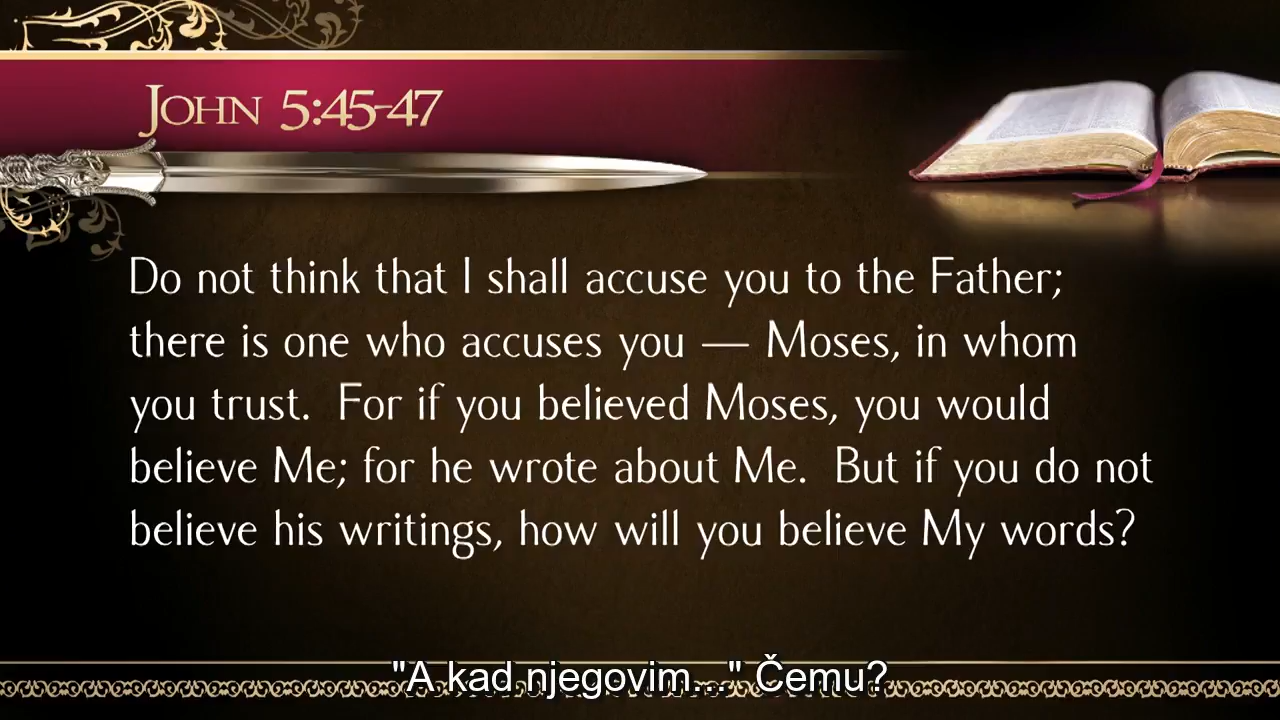 John 5:45-47
Do not think that I shall accuse you to the Father;
there is one who accuses you — Moses, in whom
you trust.  For if you believed Moses, you would
believe Me; for he wrote about Me.  But if you do not
believe his writings, how will you believe My words?
"A kad njegovim..." Čemu?